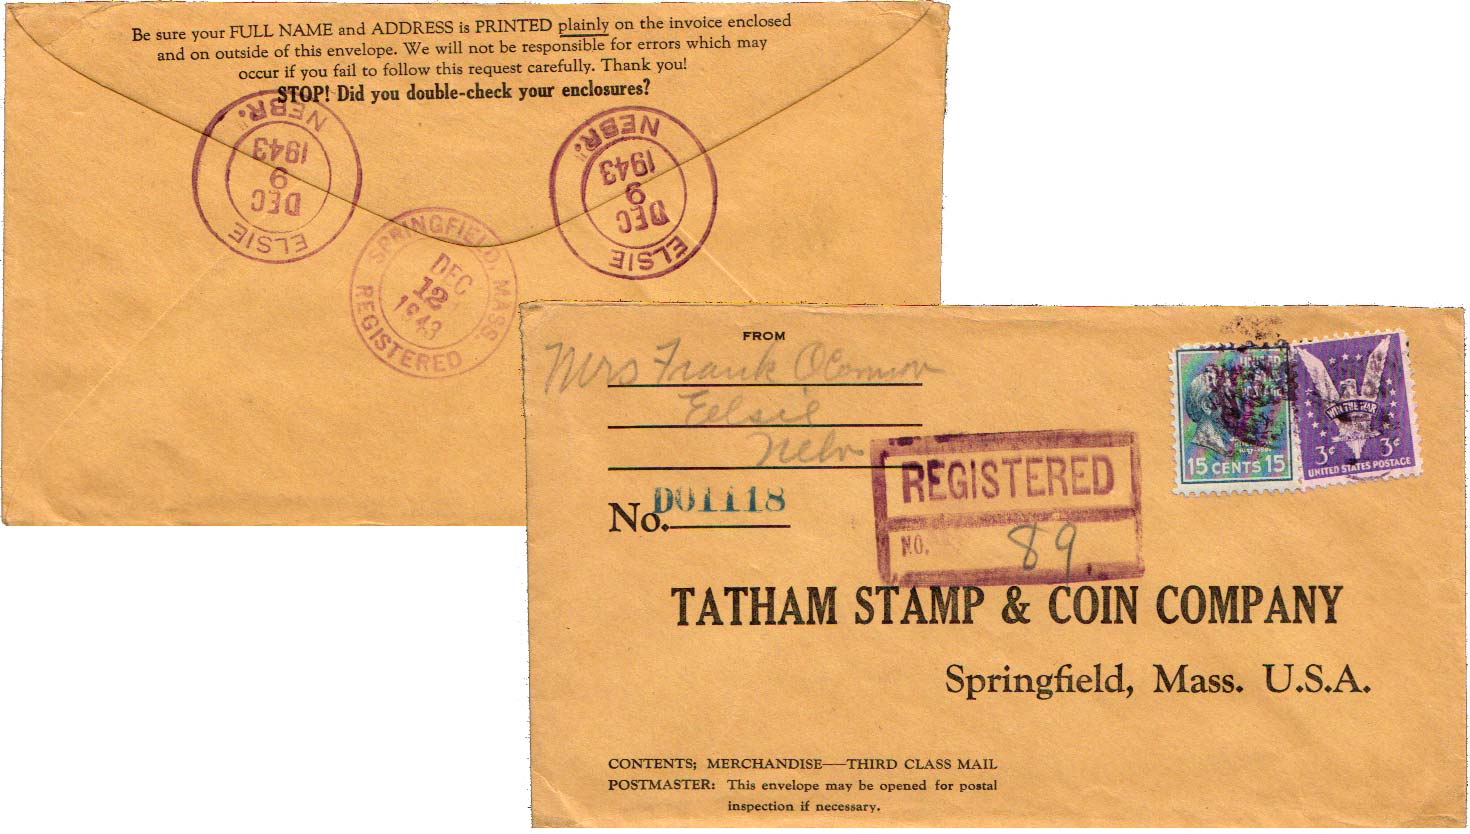 Be sure your FULL NAME and ADDRESS is PRINTED plainly on the invoice enclosed
and on outside of this envelope. We will not be responsible for errors which may
occur if you fail to follow this request carefully. Thank you!
STOP! Did you double-check your enclosures?
ELSIE
DEC
9
1943
NEBR.
ELSIE
DEC
9
1943
NEBR.
SPRINGFIELD, MASS.
DEC
12
1943
REGISTERED
FROM
Mrs Frank OConnor
Eelsie
Nebr
No. D01118
REGISTERED
NO. 89
15 CENTS 15
WIN THE WAR
3¢ 3¢
UNITED STATES POSTAGE
TATHAM STAMP & COIN COMPANY
Springfield, Mass. U.S.A.
CONTENTS; MERCHANDISE—THIRD CLASS MAIL
POSTMASTER: This envelope may be opened for postal
inspection if necessary.